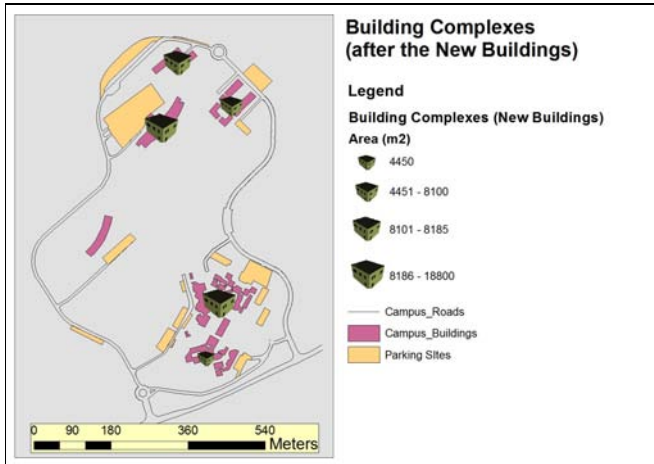 Building Complexes
(after the New Buildings)
Legend
Building Complexes (New Buildings)
Area (m2)
4450
4451 - 8100
8101 - 8185
8186 - 18800
Campus_Roads
Campus_Buildings
Parking SItes
0 90 180 360 540
Meters